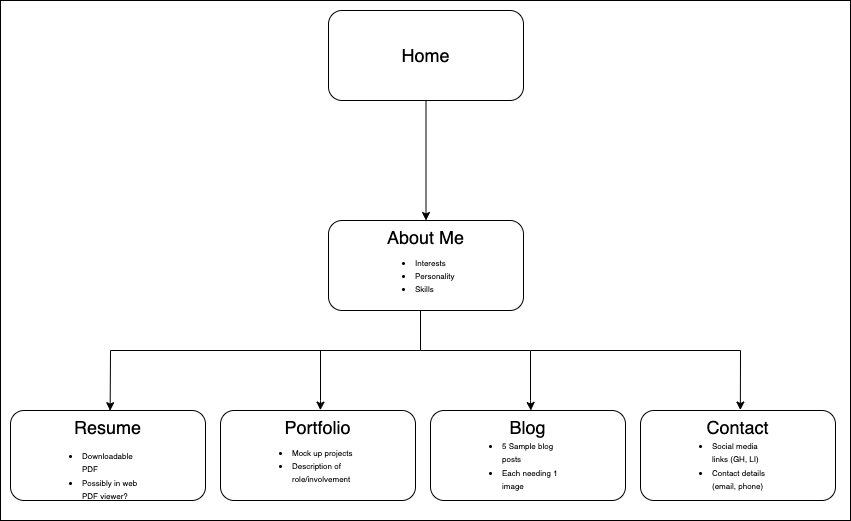 Home
About Me
• Interests
• Personality
• Skills
Resume
• Downloadable
PDF
• Possibly in web
PDF viewer?
Portfolio
• Mock up projects
• Description of
role/involvement
Blog
• 5 Sample blog
posts
• Each needing 1
image
Contact
• Social media
links (GH, LI)
• Contact details
(email, phone)